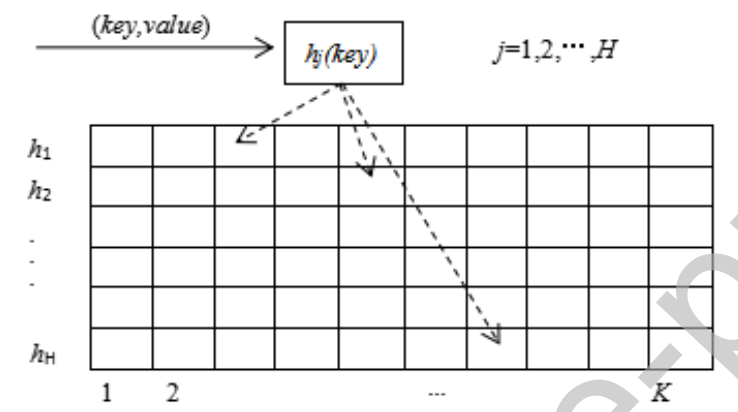 (key,value)
hj(key)
j=1,2,··· ,H
h1
h2
.
.
.
hH
1 2 ... K